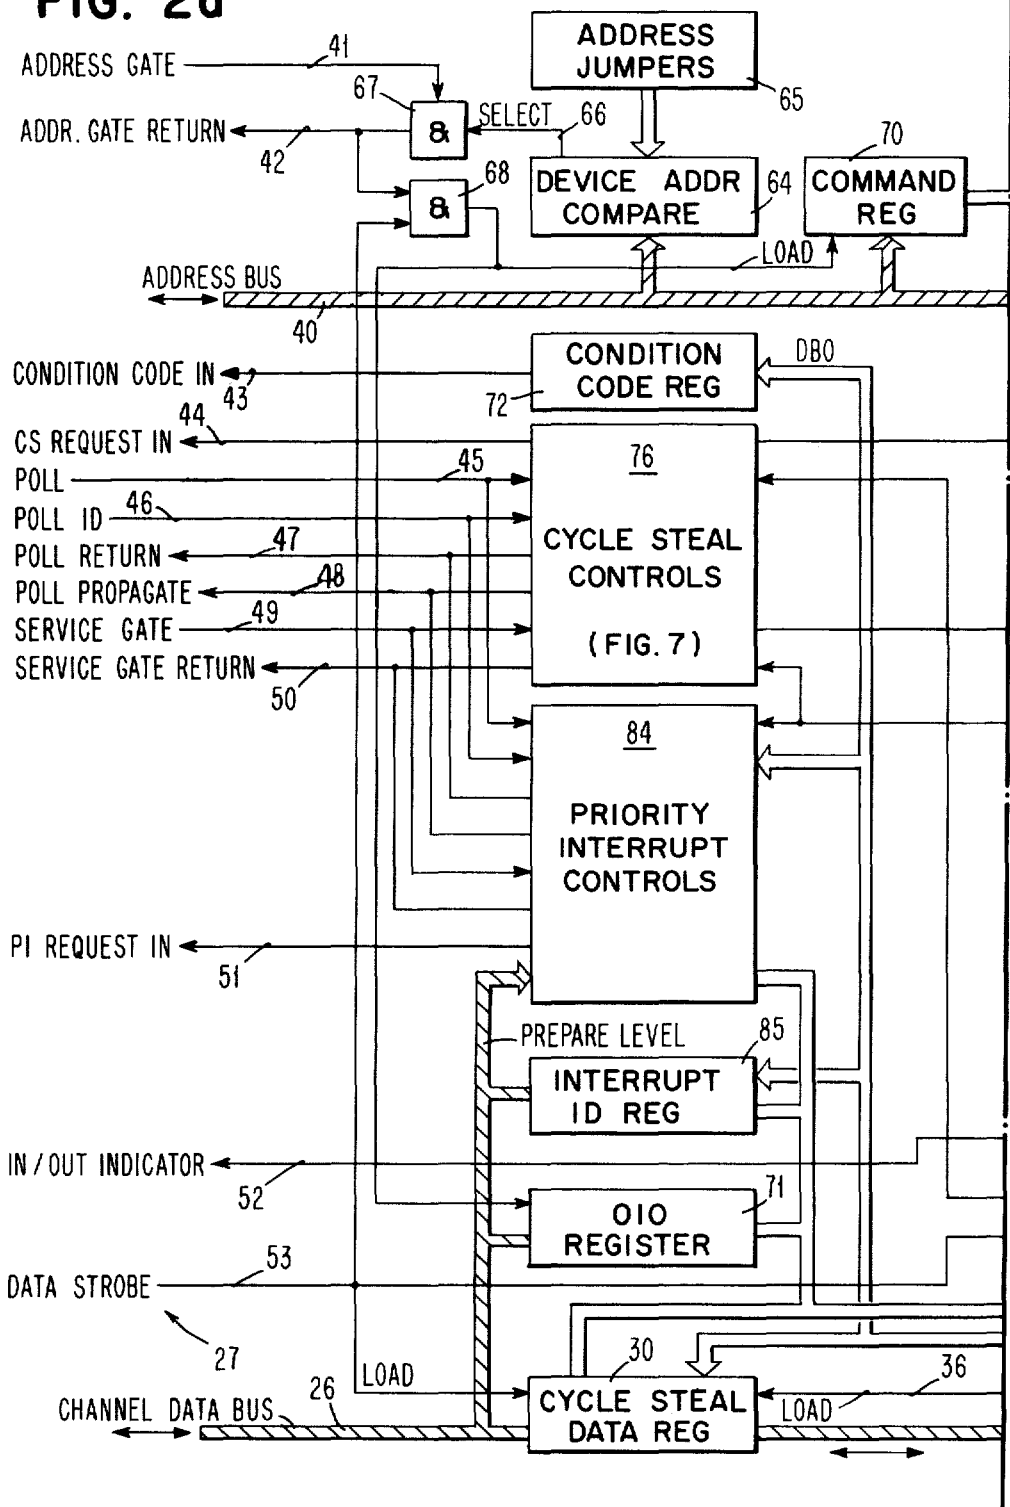 FIG. 2a
ADDRESS GATE
41
67
ADDRESS
JUMPERS
65
ADDR. GATE RETURN
42
&
SELECT
66
70
68
&
DEVICE ADDR
COMPARE
64
COMMAND
REG
LOAD
ADDRESS BUS
40
CONDITION CODE IN
43
CONDITION
CODE REG
72
DBO
44
CS REQUEST IN
POLL
45
POLL ID
46
POLL RETURN
47
POLL PROPAGATE
48
SERVICE GATE
49
SERVICE GATE RETURN
50
76
CYCLE STEAL
CONTROLS
(FIG. 7)
84
PRIORITY
INTERRUPT
CONTROLS
PI REQUEST IN
51
PREPARE LEVEL
85
INTERRUPT
ID REG
IN/OUT INDICATOR
52
71
OIO
REGISTER
DATA STROBE
53
27
LOAD
30
36
CHANNEL DATA BUS
26
CYCLE STEAL
DATA REG
LOAD